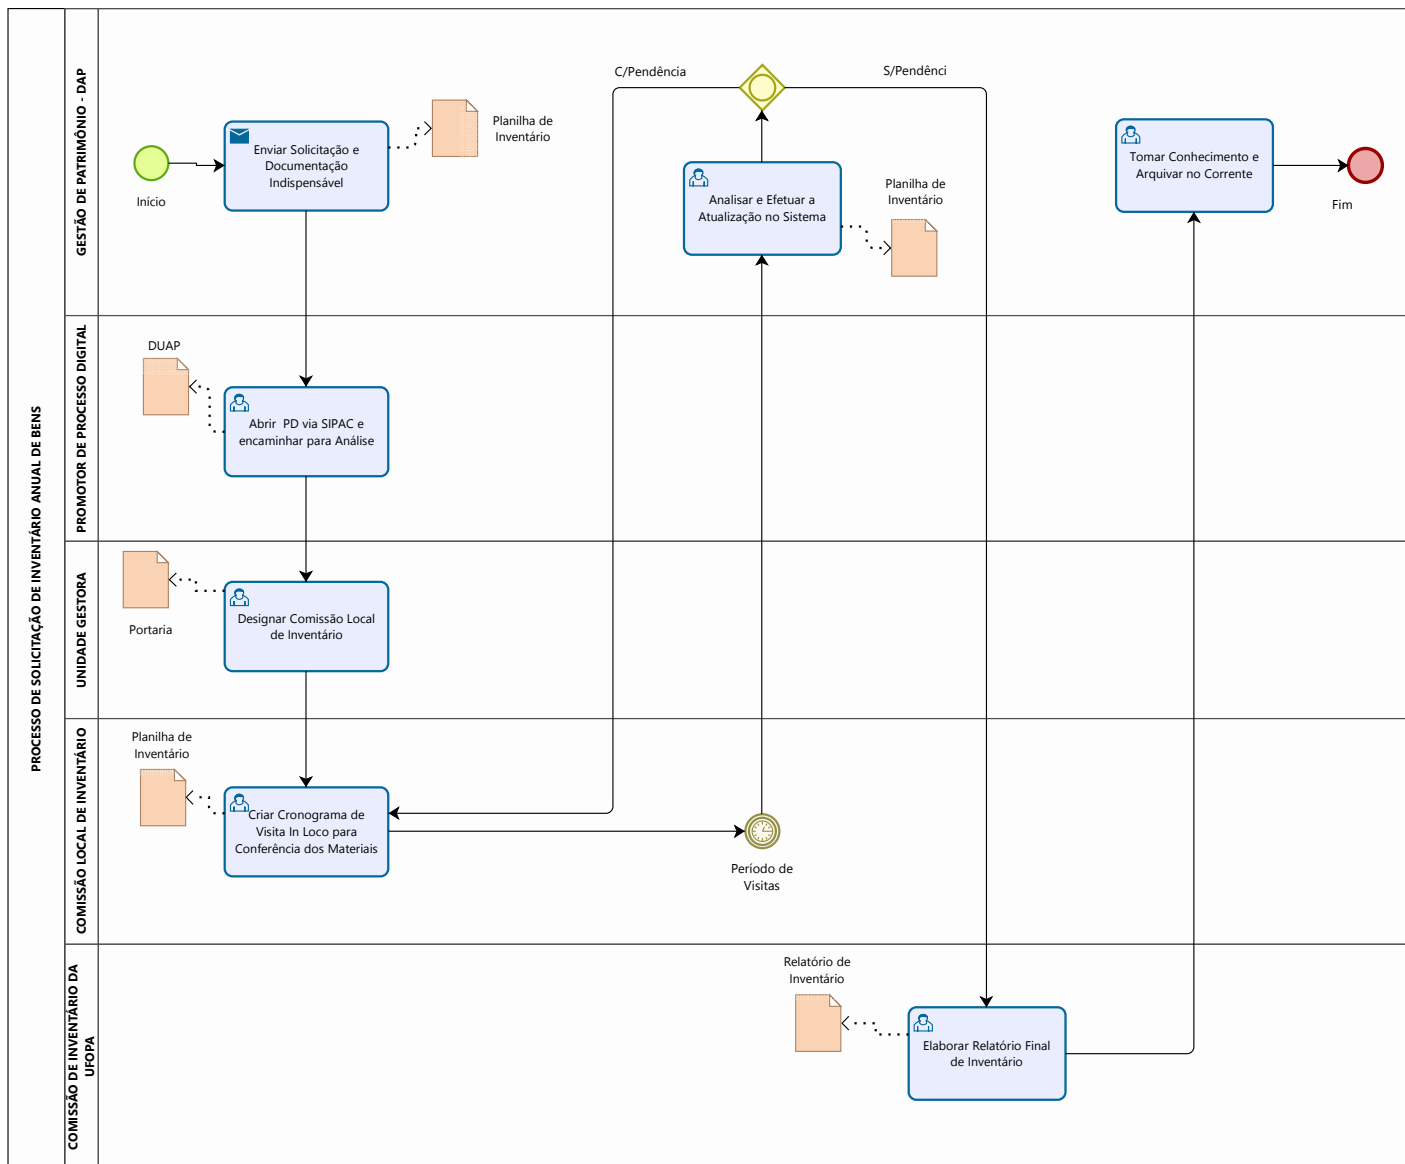 PROCESSO DE SOLICITAÇÃO DE INVENTÁRIO ANUAL DE BENS
GESTÃO DE PATRIMÔNIO - DAP
Início
Enviar Solicitação e
Documentação
Indispensável
Planilha de
Inventário
C/Pendência
S/Pendênci
Analisar e Efetuar a
Atualização no Sistema
Planilha de
Inventário
Tomar Conhecimento e
Arquivar no Corrente
Fim
PROMOTOR DE PROCESSO DIGITAL
DUAP
Abrir  PD via SIPAC e
encaminhar para Análise
UNIDADE GESTORA
Portaria
Designar Comissão Local
de Inventário
COMISSÃO LOCAL DE INVENTÁRIO
Planilha de
Inventário
Criar Cronograma de
Visita In Loco para
Conferência dos Materiais
Período de
Visitas
COMISSÃO DE INVENTÁRIO DA
UFOPA
Relatório de
Inventário
Elaborar Relatório Final
de Inventário